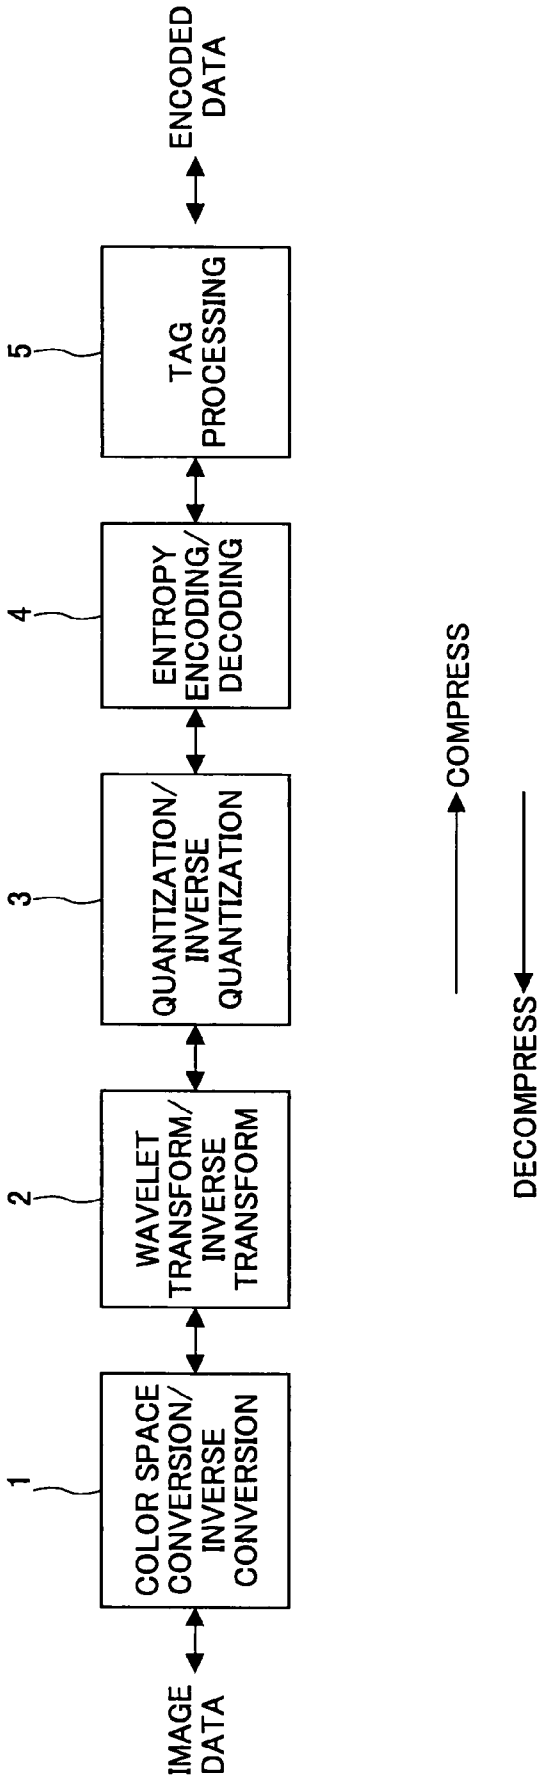 1
2
3
4
5
IMAGE
DATA
COLOR SPACE
CONVERSION/
INVERSE
CONVERSION
WAVELET
TRANSFORM/
INVERSE
TRANSFORM
QUANTIZATION/
INVERSE
QUANTIZATION
ENTROPY
ENCODING/
DECODING
TAG
PROCESSING
ENCODED
DATA
COMPRESS
DECOMPRESS